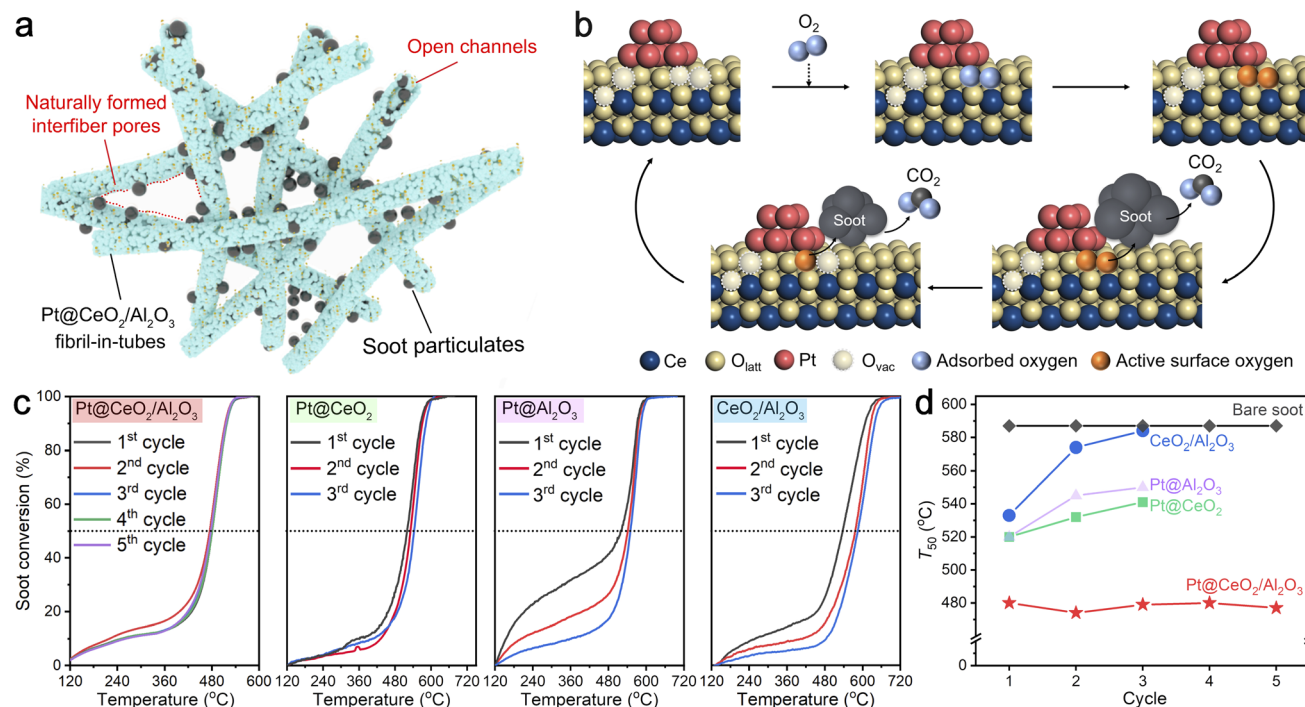 a
Open channels
Naturally formed
interfiber pores
Pt@CeO₂/Al₂O₃
fibril-in-tubes
Soot particulates
b
O₂
CO₂
Soot
CO₂
Soot
Ce
Oₗₐₜₜ
Pt
Oᵥₐc
Adsorbed oxygen
Active surface oxygen
c
Soot conversion (%)
100
80
60
40
20
0
Pt@CeO₂/Al₂O₃
1ˢᵗ cycle
2ⁿᵈ cycle
3ʳᵈ cycle
4ᵗʰ cycle
5ᵗʰ cycle
120 240 360 480 600
Temperature (°C)
Pt@CeO₂
1ˢᵗ cycle
2ⁿᵈ cycle
3ʳᵈ cycle
120 240 360 480 600 720
Temperature (°C)
Pt@Al₂O₃
1ˢᵗ cycle
2ⁿᵈ cycle
3ʳᵈ cycle
120 240 360 480 600 720
Temperature (°C)
CeO₂/Al₂O₃
1ˢᵗ cycle
2ⁿᵈ cycle
3ʳᵈ cycle
120 240 360 480 600 720
Temperature (°C)
d
T₅₀ (°C)
600
580
560
540
520
500
480
0
Bare soot
CeO₂/Al₂O₃
Pt@Al₂O₃
Pt@CeO₂
Pt@CeO₂/Al₂O₃
1 2 3 4 5
Cycle